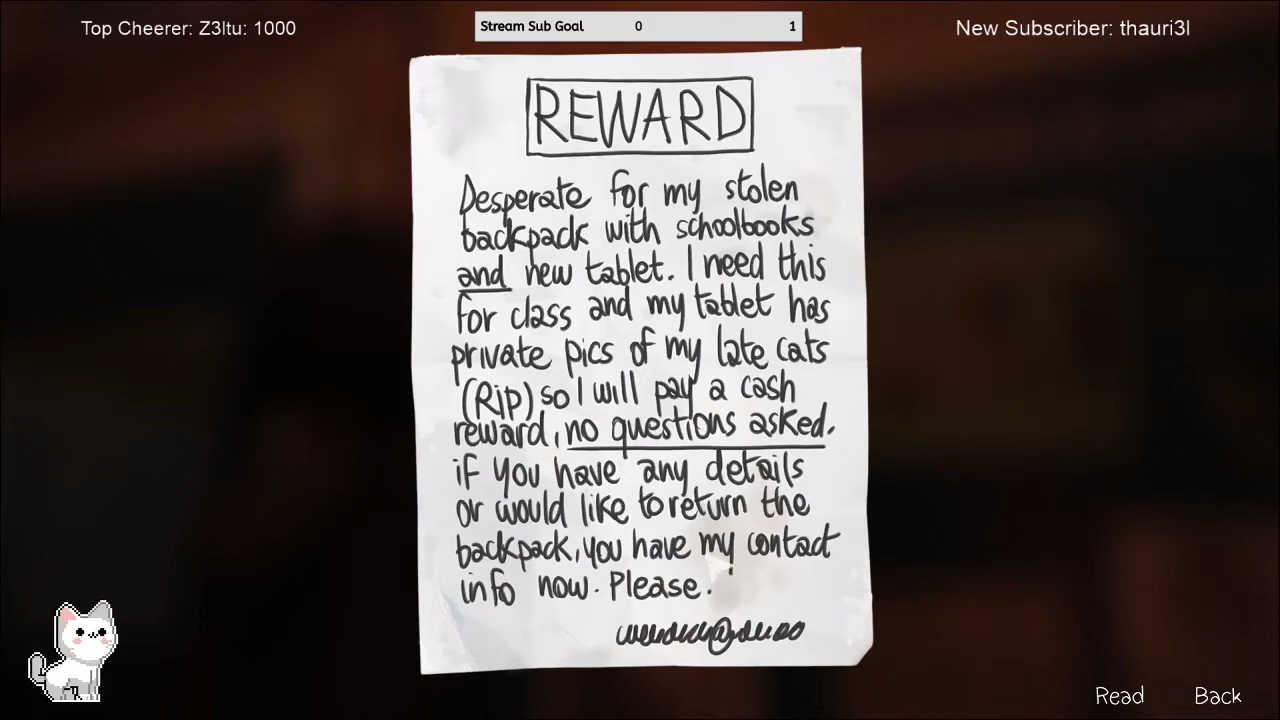 Top Cheerer: Z3ltu: 1000
Stream Sub Goal 0 1
New Subscriber: thauri3l
REWARD
Desperate for my stolen
backpack with schoolbooks
and new tablet. I need this
for class and my tablet has
private pics of my late cats
(Rip) so I will pay a cash
reward, no questions asked.
if you have any details
or would like to return the
backpack, you have my contact
info now. Please.
Read Back